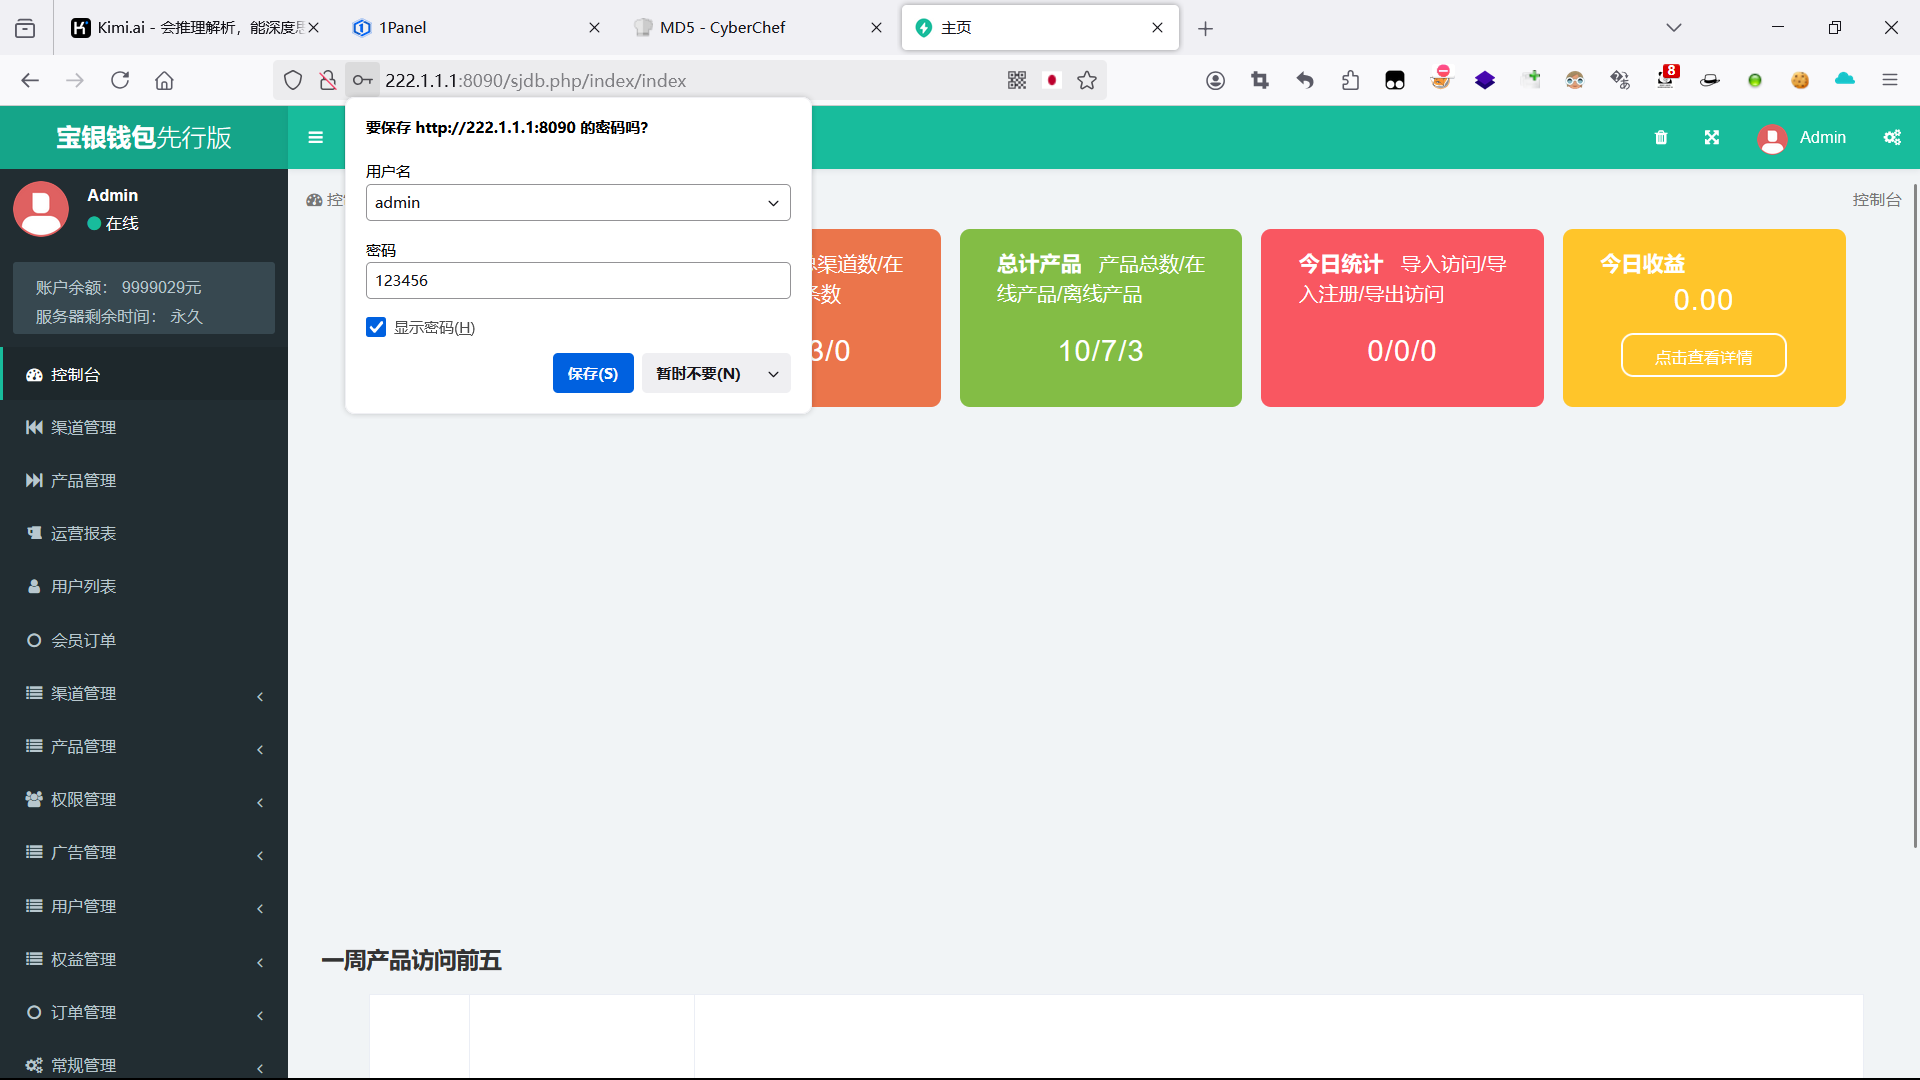 Kimi.ai - 会推理解析，能深度思
1Panel
MD5 - CyberChef
主页
222.1.1.1:8090/sjdb.php/index/index
8
宝银钱包先行版
Admin
Admin
在线
账户余额： 9999029元
服务器剩余时间： 永久
控制台
渠道管理
产品管理
运营报表
用户列表
会员订单
渠道管理
产品管理
权限管理
广告管理
用户管理
权益管理
订单管理
常规管理
要保存 http://222.1.1.1:8090 的密码吗?
用户名
admin
密码
123456
显示密码(H)
保存(S)
暂时不要(N)
控
控制台
渠道数/在
条数
3/0
总计产品 产品总数/在
线产品/离线产品
10/7/3
今日统计 导入访问/导
入注册/导出访问
0/0/0
今日收益
0.00
点击查看详情
一周产品访问前五